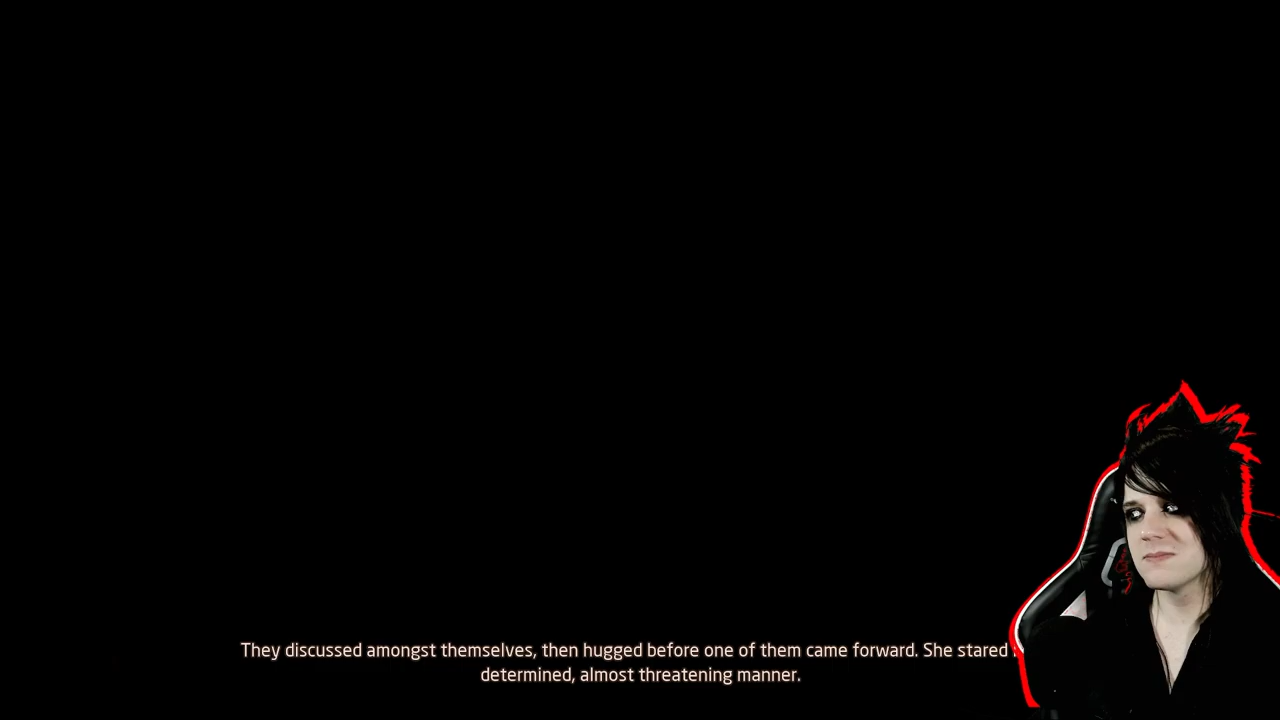 They discussed amongst themselves, then hugged before one of them came forward. She stared
determined, almost threatening manner.